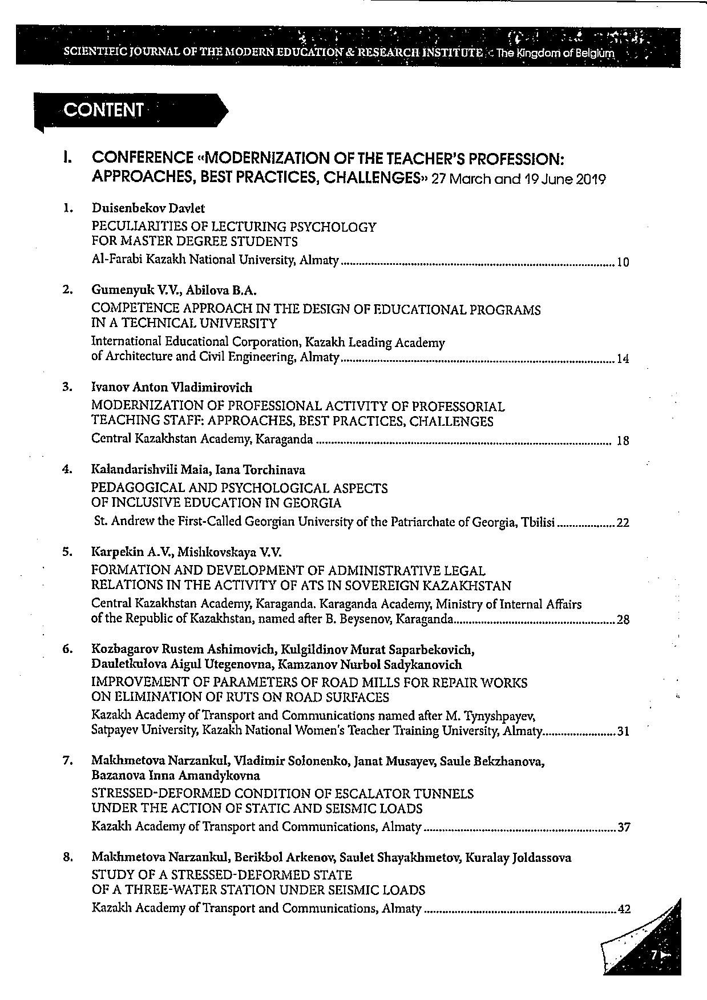 SCIENTIFIC JOURNAL OF THE MODERN EDUCATION & RESEARCH INSTITUTE The Kingdom of Belgium
CONTENT
I. CONFERENCE «MODERNIZATION OF THE TEACHER'S PROFESSION:
APPROACHES, BEST PRACTICES, CHALLENGES» 27 March and 19 June 2019
1. Duisenbekov Davlet
PECULIARITIES OF LECTURING PSYCHOLOGY
FOR MASTER DEGREE STUDENTS
Al-Farabi Kazakh National University, Almaty ........ 10
2. Gumenyuk V.V., Abilova B.A.
COMPETENCE APPROACH IN THE DESIGN OF EDUCATIONAL PROGRAMS
IN A TECHNICAL UNIVERSITY
International Educational Corporation, Kazakh Leading Academy
of Architecture and Civil Engineering, Almaty ........ 14
3. Ivanov Anton Vladimirovich
MODERNIZATION OF PROFESSIONAL ACTIVITY OF PROFESSORIAL
TEACHING STAFF: APPROACHES, BEST PRACTICES, CHALLENGES
Central Kazakhstan Academy, Karaganda ........ 18
4. Kalandarishvili Maia, Iana Torchinava
PEDAGOGICAL AND PSYCHOLOGICAL ASPECTS
OF INCLUSIVE EDUCATION IN GEORGIA
St. Andrew the First-Called Georgian University of the Patriarchate of Georgia, Tbilisi ........ 22
5. Karpekin A.V., Mishkovskaya V.V.
FORMATION AND DEVELOPMENT OF ADMINISTRATIVE LEGAL
RELATIONS IN THE ACTIVITY OF ATS IN SOVEREIGN KAZAKHSTAN
Central Kazakhstan Academy, Karaganda. Karaganda Academy, Ministry of Internal Affairs
of the Republic of Kazakhstan, named after B. Beysenov, Karaganda ........ 28
6. Kozbagarov Rustem Ashimovich, Kulgildinov Murat Saparbekovich,
Dauletkulova Aigul Utegenovna, Kamzanov Nurbol Sadykanovich
IMPROVEMENT OF PARAMETERS OF ROAD MILLS FOR REPAIR WORKS
ON ELIMINATION OF RUTS ON ROAD SURFACES
Kazakh Academy of Transport and Communications named after M. Tynyshpayev,
Satpayev University, Kazakh National Women's Teacher Training University, Almaty ........ 31
7. Makhmetova Narzankul, Vladimir Solonenko, Janat Musayev, Saule Bekzhanova,
Bazanova Inna Amandykovna
STRESSED-DEFORMED CONDITION OF ESCALATOR TUNNELS
UNDER THE ACTION OF STATIC AND SEISMIC LOADS
Kazakh Academy of Transport and Communications, Almaty ........ 37
8. Makhmetova Narzankul, Berikbol Arkenov, Saulet Shayakhmetov, Kuralay Joldassova
STUDY OF A STRESSED-DEFORMED STATE
OF A THREE-WATER STATION UNDER SEISMIC LOADS
Kazakh Academy of Transport and Communications, Almaty ........ 42
7